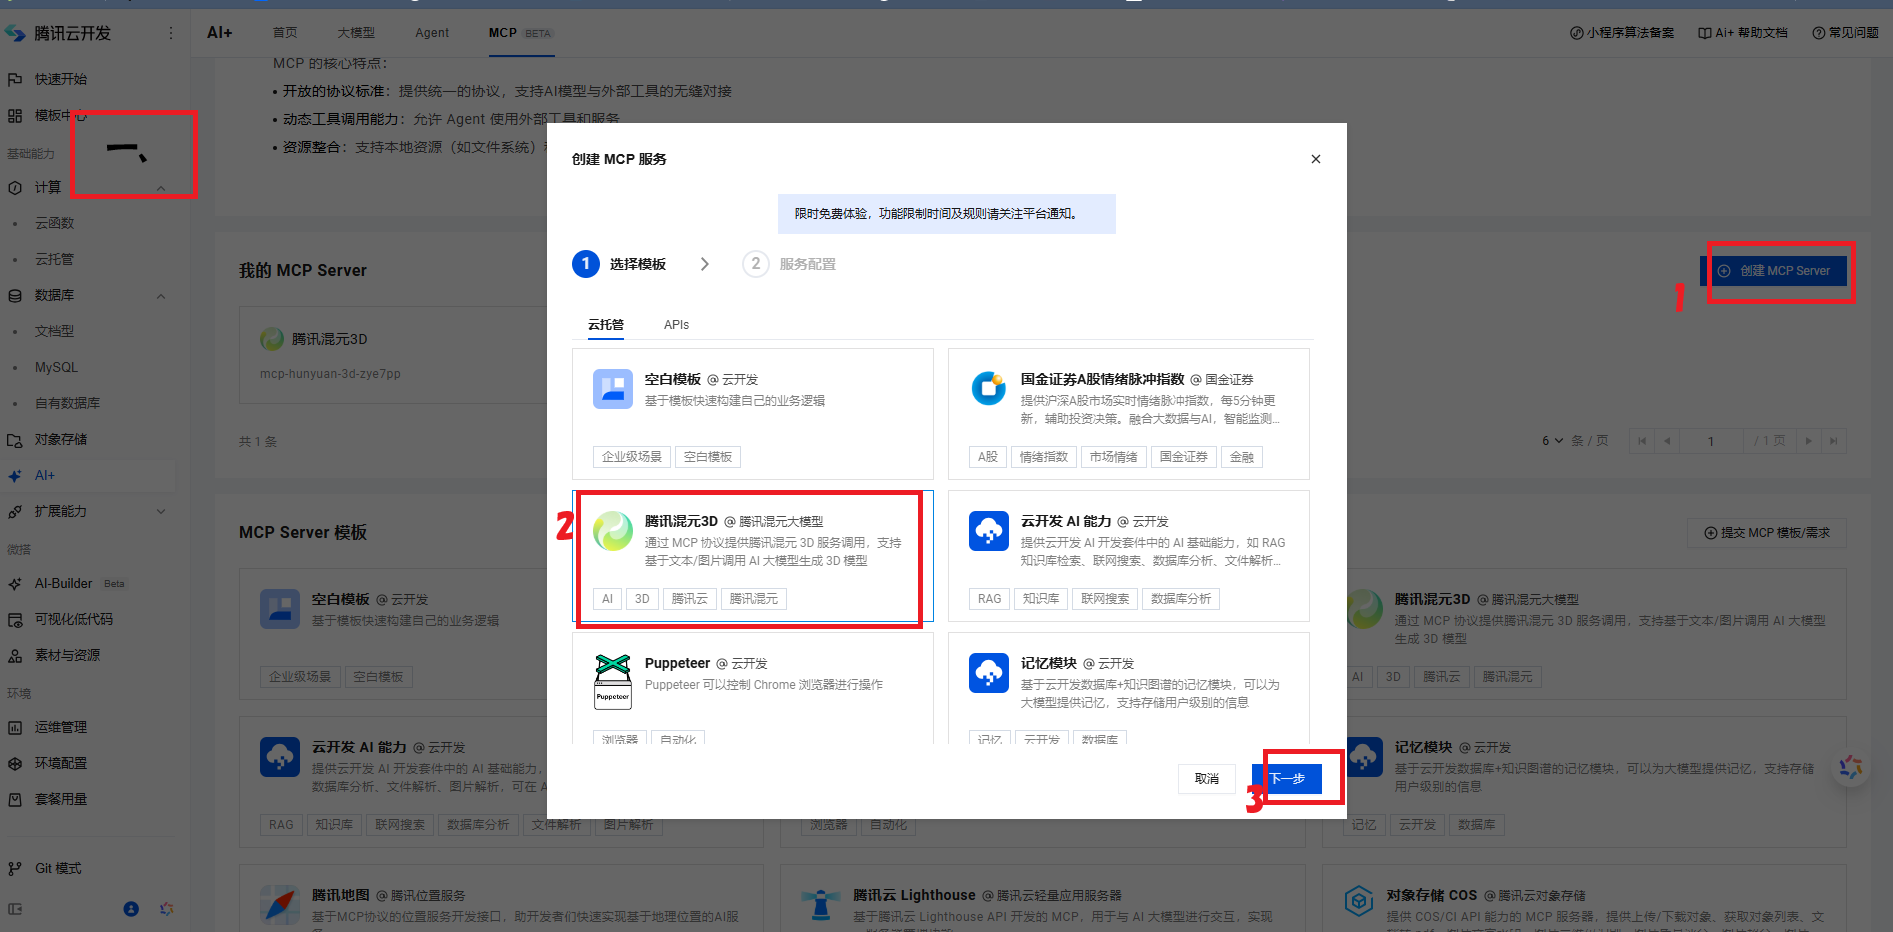 腾讯云开发
AI+
首页
大模型
Agent
MCP BETA
小程序算法备案
Ai+ 帮助文档
常见问题
快速开始
模板中心
基础能力
计算
云函数
云托管
数据库
文档型
MySQL
自有数据库
对象存储
AI+
扩展能力
微搭
AI-Builder Beta
可视化低代码
素材与资源
环境
运维管理
环境配置
套餐用量
Git 模式
MCP 的核心特点：
• 开放的协议标准：提供统一的协议，支持AI模型与外部工具的无缝对接
• 动态工具调用能力：允许 Agent 使用外部工具和服务
• 资源整合：支持本地资源（如文件系统）
我的 MCP Server
创建 MCP Server
1
腾讯混元3D
mcp-hunyuan-3d-zye7pp
共 1 条
6 条 / 页
1 / 1 页
MCP Server 模板
提交 MCP 模板/需求
创建 MCP 服务
限时免费体验，功能限制时间及规则请关注平台通知。
1 选择模板
2 服务配置
云托管
APIs
空白模板 @ 云开发
基于模板快速构建自己的业务逻辑
企业级场景 空白模板
国金证券A股情绪脉冲指数 @ 国金证券
提供沪深A股市场实时情绪脉冲指数，每5分钟更
新，辅助投资决策。融合大数据与AI，智能监测...
A股 情绪指数 市场情绪 国金证券 金融
2
腾讯混元3D @ 腾讯混元大模型
通过 MCP 协议提供腾讯混元 3D 服务调用，支持
基于文本/图片调用 AI 大模型生成 3D 模型
AI 3D 腾讯云 腾讯混元
云开发 AI 能力 @ 云开发
提供云开发 AI 开发套件中的 AI 基础能力，如 RAG
知识库检索、联网搜索、数据库分析、文件解析...
RAG 知识库 联网搜索 数据库分析
Puppeteer
Puppeteer @ 云开发
Puppeteer 可以控制 Chrome 浏览器进行操作
浏览器 自动化
记忆模块 @ 云开发
基于云开发数据库+知识图谱的记忆模块，可以为
大模型提供记忆，支持存储用户级别的信息
记忆 云开发 数据库
取消
下一步
3
空白模板 @ 云开发
基于模板快速构建自己的业务逻辑
企业级场景 空白模板
腾讯混元3D @ 腾讯混元大模型
通过 MCP 协议提供腾讯混元 3D 服务调用，支持基于文本/图片调用 AI 大模型
生成 3D 模型
AI 3D 腾讯云 腾讯混元
云开发 AI 能力 @ 云开发
提供云开发 AI 开发套件中的 AI 基础能力，
数据库分析、文件解析、图片解析，可在 A
RAG 知识库 联网搜索 数据库分析 文件解析 图片解析
浏览器 自动化
记忆模块 @ 云开发
基于云开发数据库+知识图谱的记忆模块，可以为大模型提供记忆，支持存储
用户级别的信息
记忆 云开发 数据库
腾讯地图 @ 腾讯位置服务
基于MCP协议的位置服务开发接口，助开发者们快速实现基于地理位置的AI服
腾讯云 Lighthouse @ 腾讯云轻量应用服务器
基于腾讯云 Lighthouse API 开发的 MCP，用于与 AI 大模型进行交互，实现
对象存储 COS @ 腾讯云对象存储
提供 COS/CI API 能力的 MCP 服务器，提供上传/下载对象、获取对象列表、文